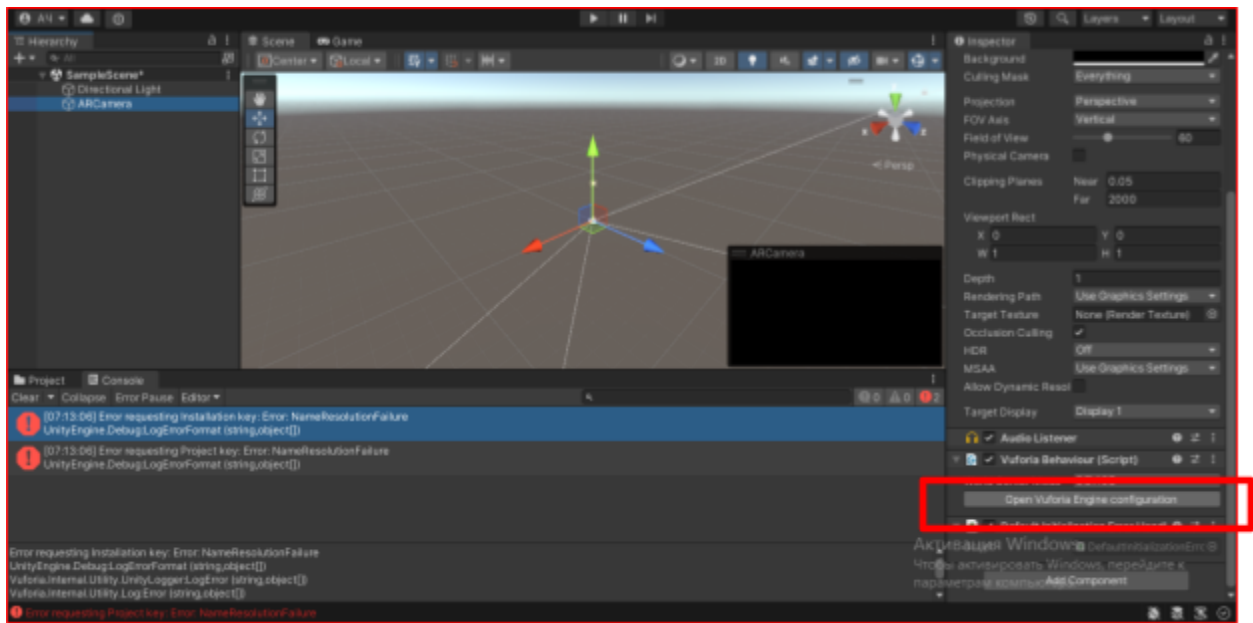 AY
Layers
Layout
Hierarchy
Scene
Game
Inspector
All
Center
Local
2D
Background
SampleScene*
Culling Mask
Everything
Directional Light
ARCamera
Projection
Perspective
FOV Axis
Vertical
Field of View
60
Physical Camera
Persp
Clipping Planes
Near 0.05
Far 2000
Viewport Rect
X 0
Y 0
W 1
H 1
ARCamera
Depth
1
Rendering Path
Use Graphics Settings
Target Texture
None (Render Texture)
Occlusion Culling
HDR
Off
MSAA
Use Graphics Settings
Allow Dynamic Resol
Target Display
Display 1
Project
Console
Clear
Collapse
Error Pause
Editor
0
0
2
[07:13:06] Error requesting Installation key: Error: NameResolutionFailure
UnityEngine.Debug:LogErrorFormat (string,object[])
[07:13:06] Error requesting Project key: Error: NameResolutionFailure
UnityEngine.Debug:LogErrorFormat (string,object[])
Audio Listener
Vuforia Behaviour (Script)
Open Vuforia Engine configuration
Error requesting Installation key: Error: NameResolutionFailure
UnityEngine.Debug:LogErrorFormat (string,object[])
Vuforia.Internal.Utility.UnityLogger:LogError (string,object[])
Vuforia.Internal.Utility.Log:Error (string,object[])
Активация Windows
Чтобы активировать Windows, перейдите к
параметрам
DefaultInitializationErrc
Add Component
Error requesting Project key: Error: NameResolutionFailure